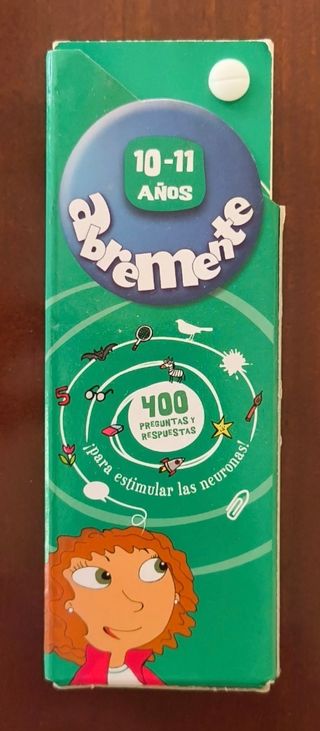 10-11
AÑOS
abremente
400
PREGUNTAS Y
RESPUESTAS
¡para estimular las neuronas!
5